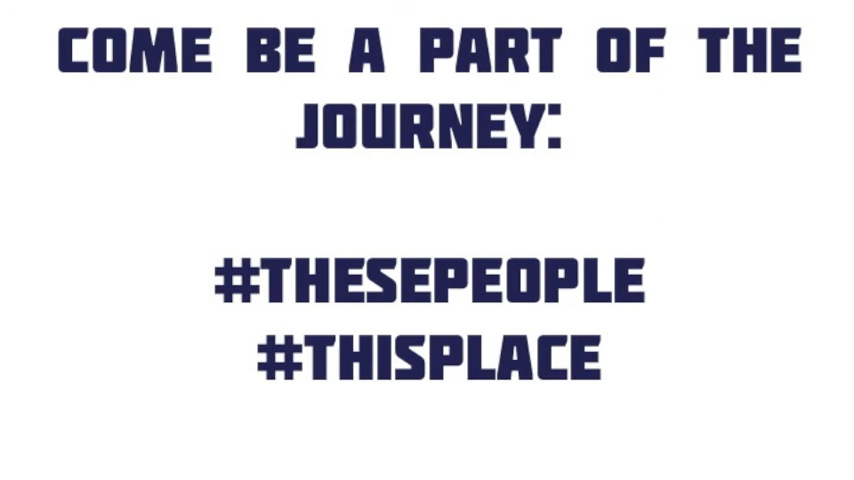 COME BE A PART OF THE
JOURNEY:
#THESEPEOPLE
#THISPLACE